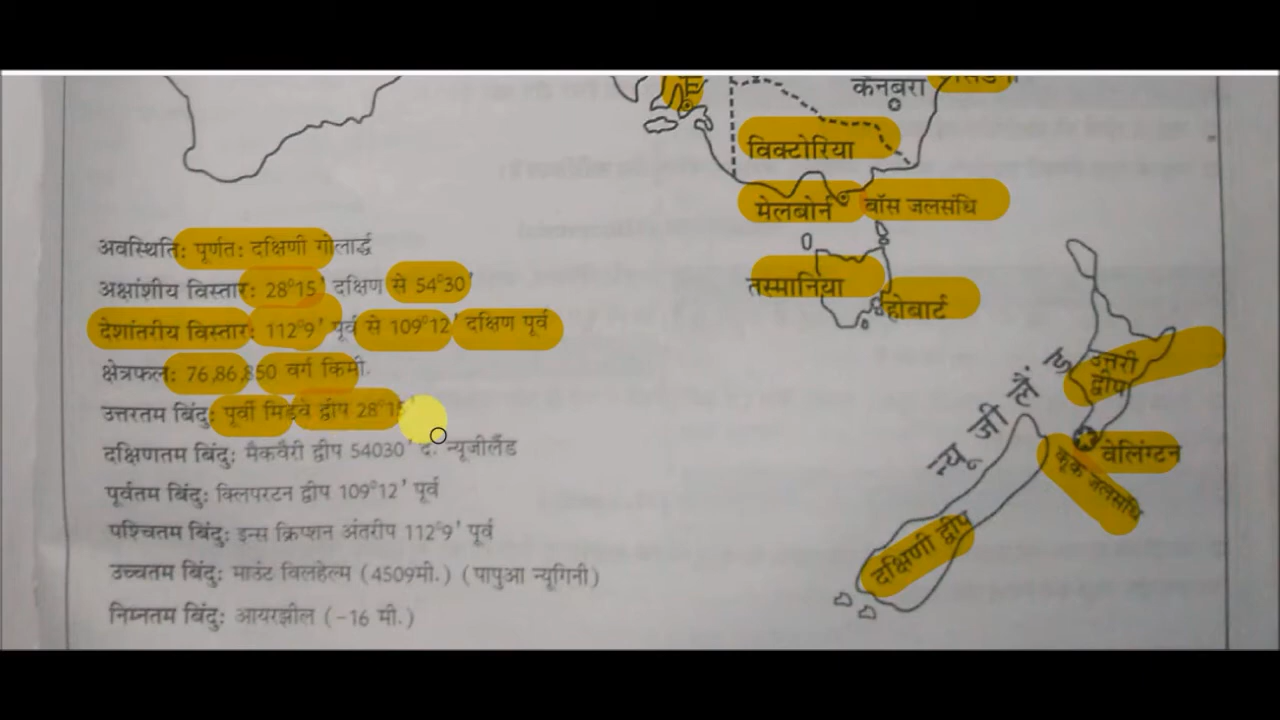 कॅनबरा
विक्टोरिया
मेलबोर्न बॉस जलसंधि
तस्मानिया
होबार्ट
अवस्थिति: पूर्णत: दक्षिणी गोलार्द्ध
अक्षांशीय विस्तार: 28°15' दक्षिण से 54°30'
देशांतरीय विस्तार: 112°9' पूर्व से 109°12' दक्षिण पूर्व
क्षेत्रफल: 76,86,850 वर्ग किमी.
उत्तरतम बिंदु: पूर्वी मिडवे द्वीप 28°15'
दक्षिणतम बिंदु: मैकवैरी द्वीप 54030' द. न्यूजीलैंड
पूर्वतम बिंदु: क्लिपरटन द्वीप 109°12' पूर्व
पश्चितम बिंदु: इन्स क्रिप्शन अंतरीप 112°9' पूर्व
उच्चतम बिंदु: माउंट विलहेल्म (4509मी.) (पापुआ न्यूगिनी)
निम्नतम बिंदु: आयरझील (-16 मी.)
न्यू जी लैं ड
उत्तरी
द्वीप
वेलिंग्टन
कूक जलसंधि
दक्षिणी द्वीप